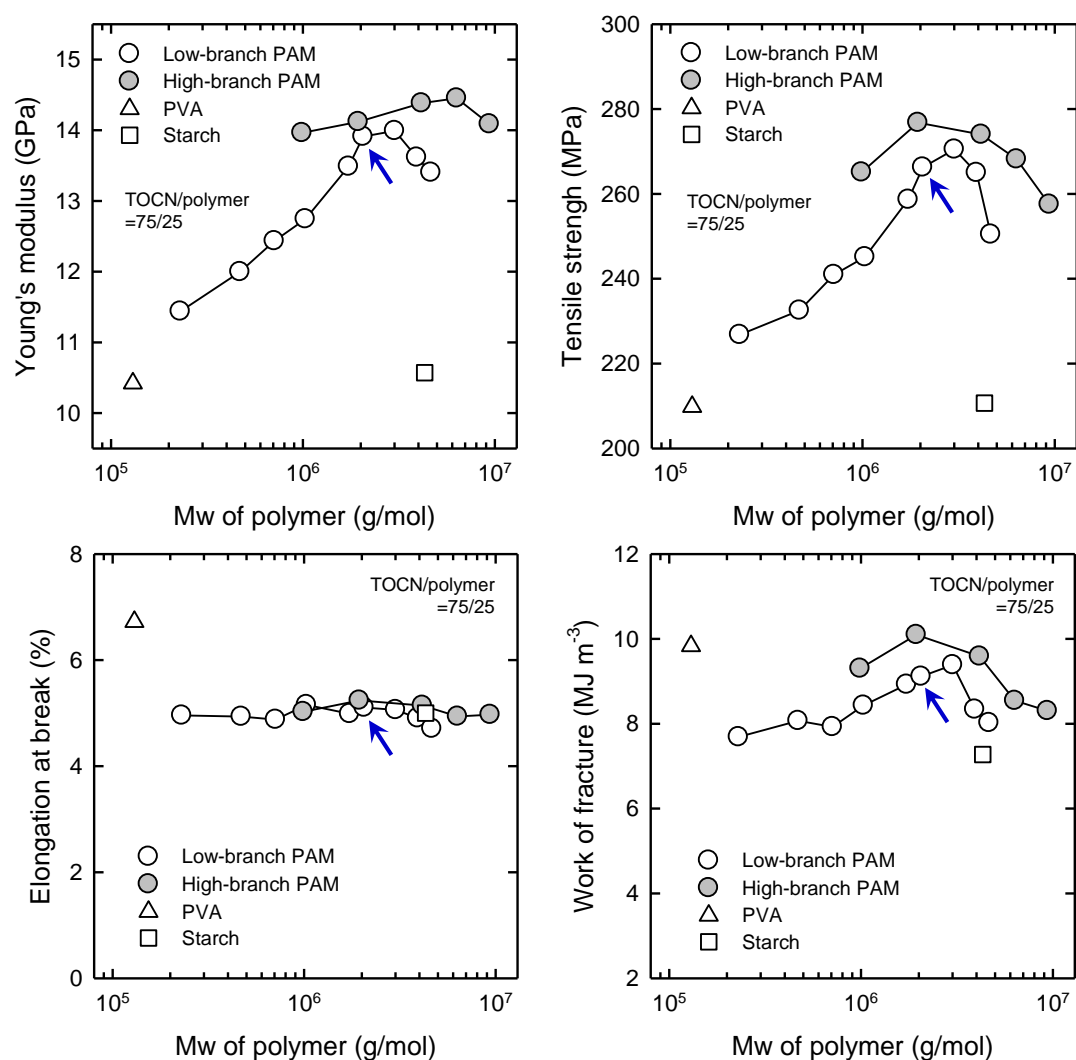 Young's modulus (GPa)
15
14
13
12
11
10
Low-branch PAM
High-branch PAM
PVA
Starch
TOCN/polymer
=75/25
10⁵
10⁶
10⁷
Mw of polymer (g/mol)
Tensile strengh (MPa)
300
280
260
240
220
200
Low-branch PAM
High-branch PAM
PVA
Starch
TOCN/polymer
=75/25
10⁵
10⁶
10⁷
Mw of polymer (g/mol)
Elongation at break (%)
8
6
4
2
0
TOCN/polymer
=75/25
Low-branch PAM
High-branch PAM
PVA
Starch
10⁵
10⁶
10⁷
Mw of polymer (g/mol)
Work of fracture (MJ m⁻³)
12
10
8
6
4
2
TOCN/polymer
=75/25
Low-branch PAM
High-branch PAM
PVA
Starch
10⁵
10⁶
10⁷
Mw of polymer (g/mol)